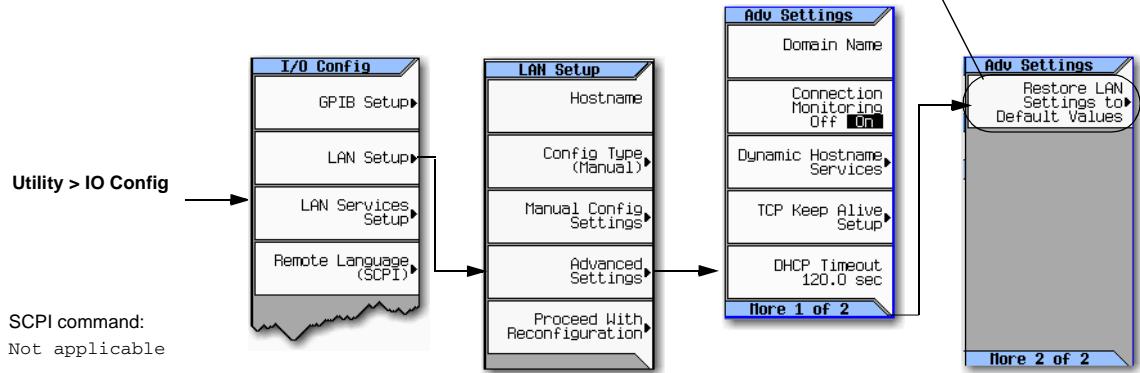 Utility > IO Config
SCPI command:
Not applicable
I/O Config
GPIB Setup
LAN Setup
LAN Services
Setup
Remote Language
(SCPI)
LAN Setup
Hostname
Config Type
(Manual)
Manual Config
Settings
Advanced
Settings
Proceed With
Reconfiguration
Adv Settings
Domain Name
Connection
Monitoring
Off On
Dynamic Hostname
Services
TCP Keep Alive
Setup
DHCP Timeout
120.0 sec
More 1 of 2
Adv Settings
Restore LAN
Settings to
Default Values
More 2 of 2